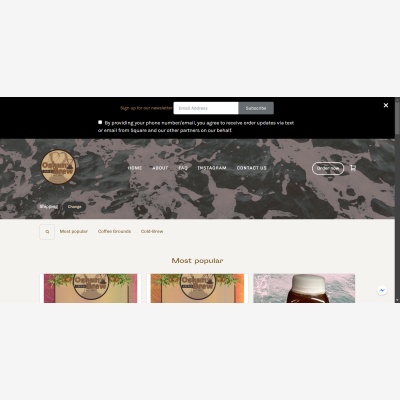 Sign up for our newsletter
Email Address
Subscribe
By providing your phone number/email, you agree to receive order updates via text
or email from Square and our other partners on our behalf.
HOME
ABOUT
FAQ
INSTAGRAM
CONTACT US
Order now
Change
Most popular
Coffee Grounds
Cold-Brew
Most popular